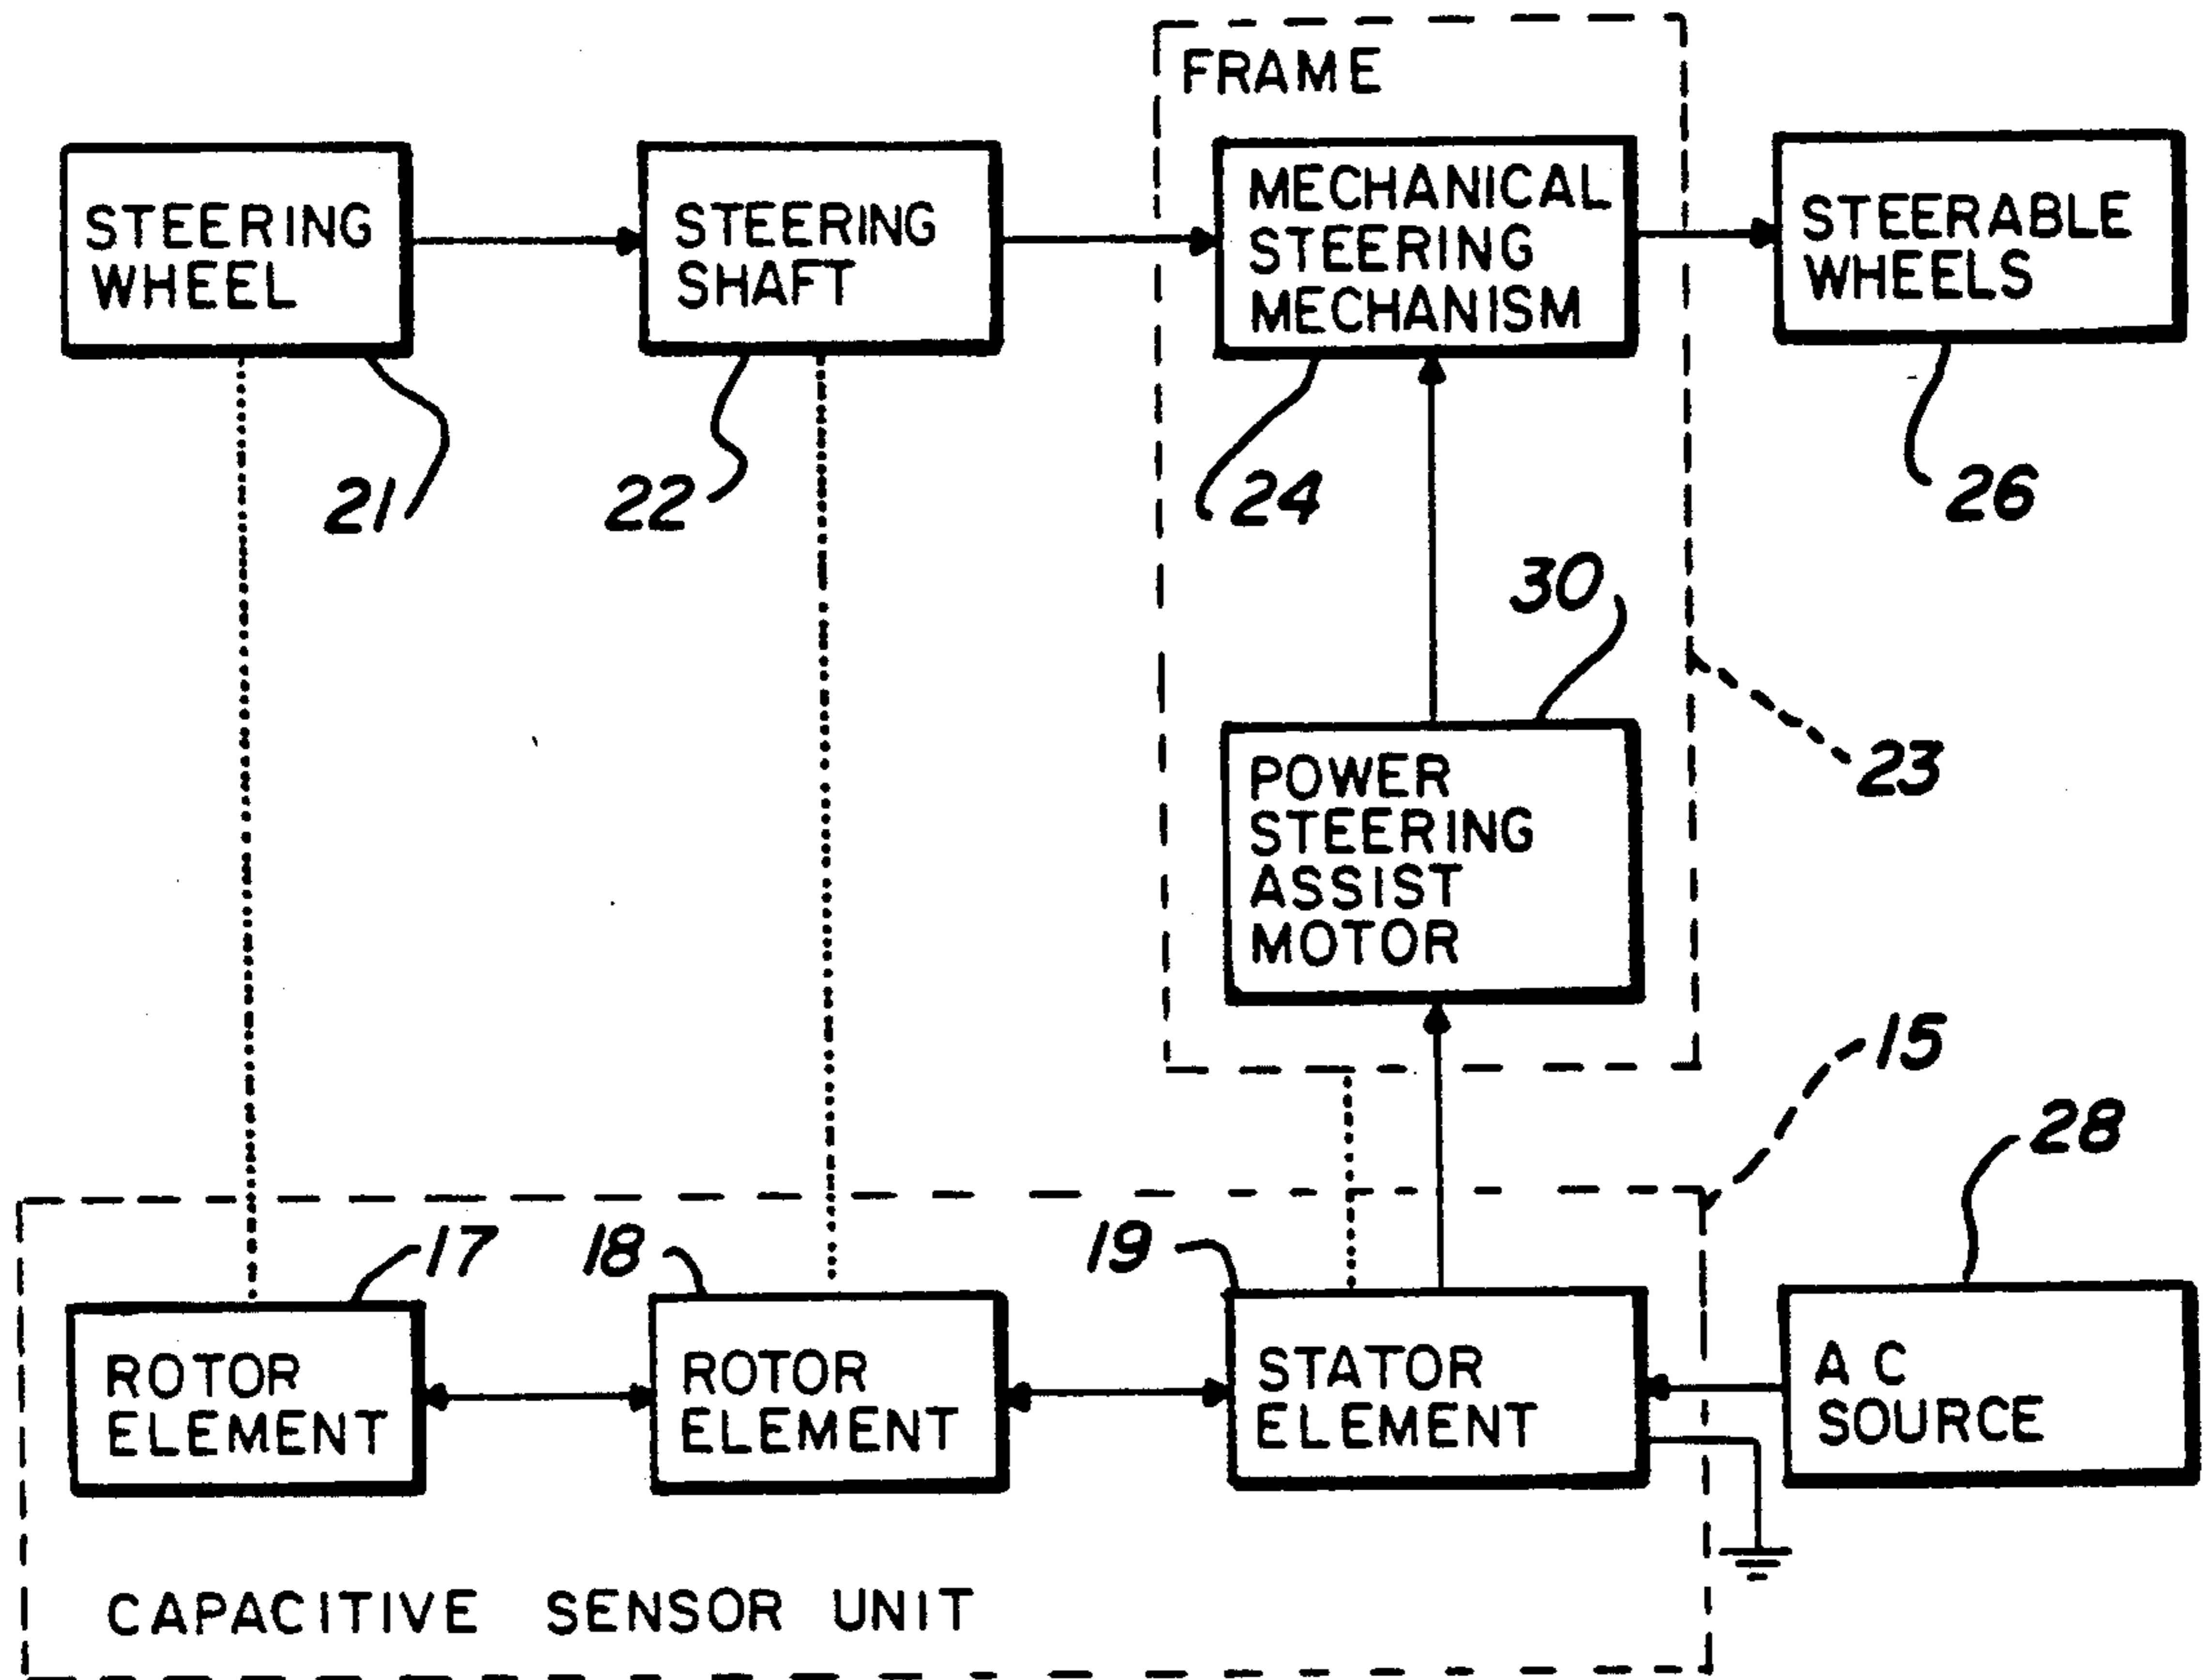 FRAME
STEERING
WHEEL
STEERING
SHAFT
MECHANICAL
STEERING
MECHANISM
STEERABLE
WHEELS
21
22
24
26
30
POWER
STEERING
ASSIST
MOTOR
23
15
28
17
18
19
ROTOR
ELEMENT
ROTOR
ELEMENT
STATOR
ELEMENT
A C
SOURCE
CAPACITIVE SENSOR UNIT